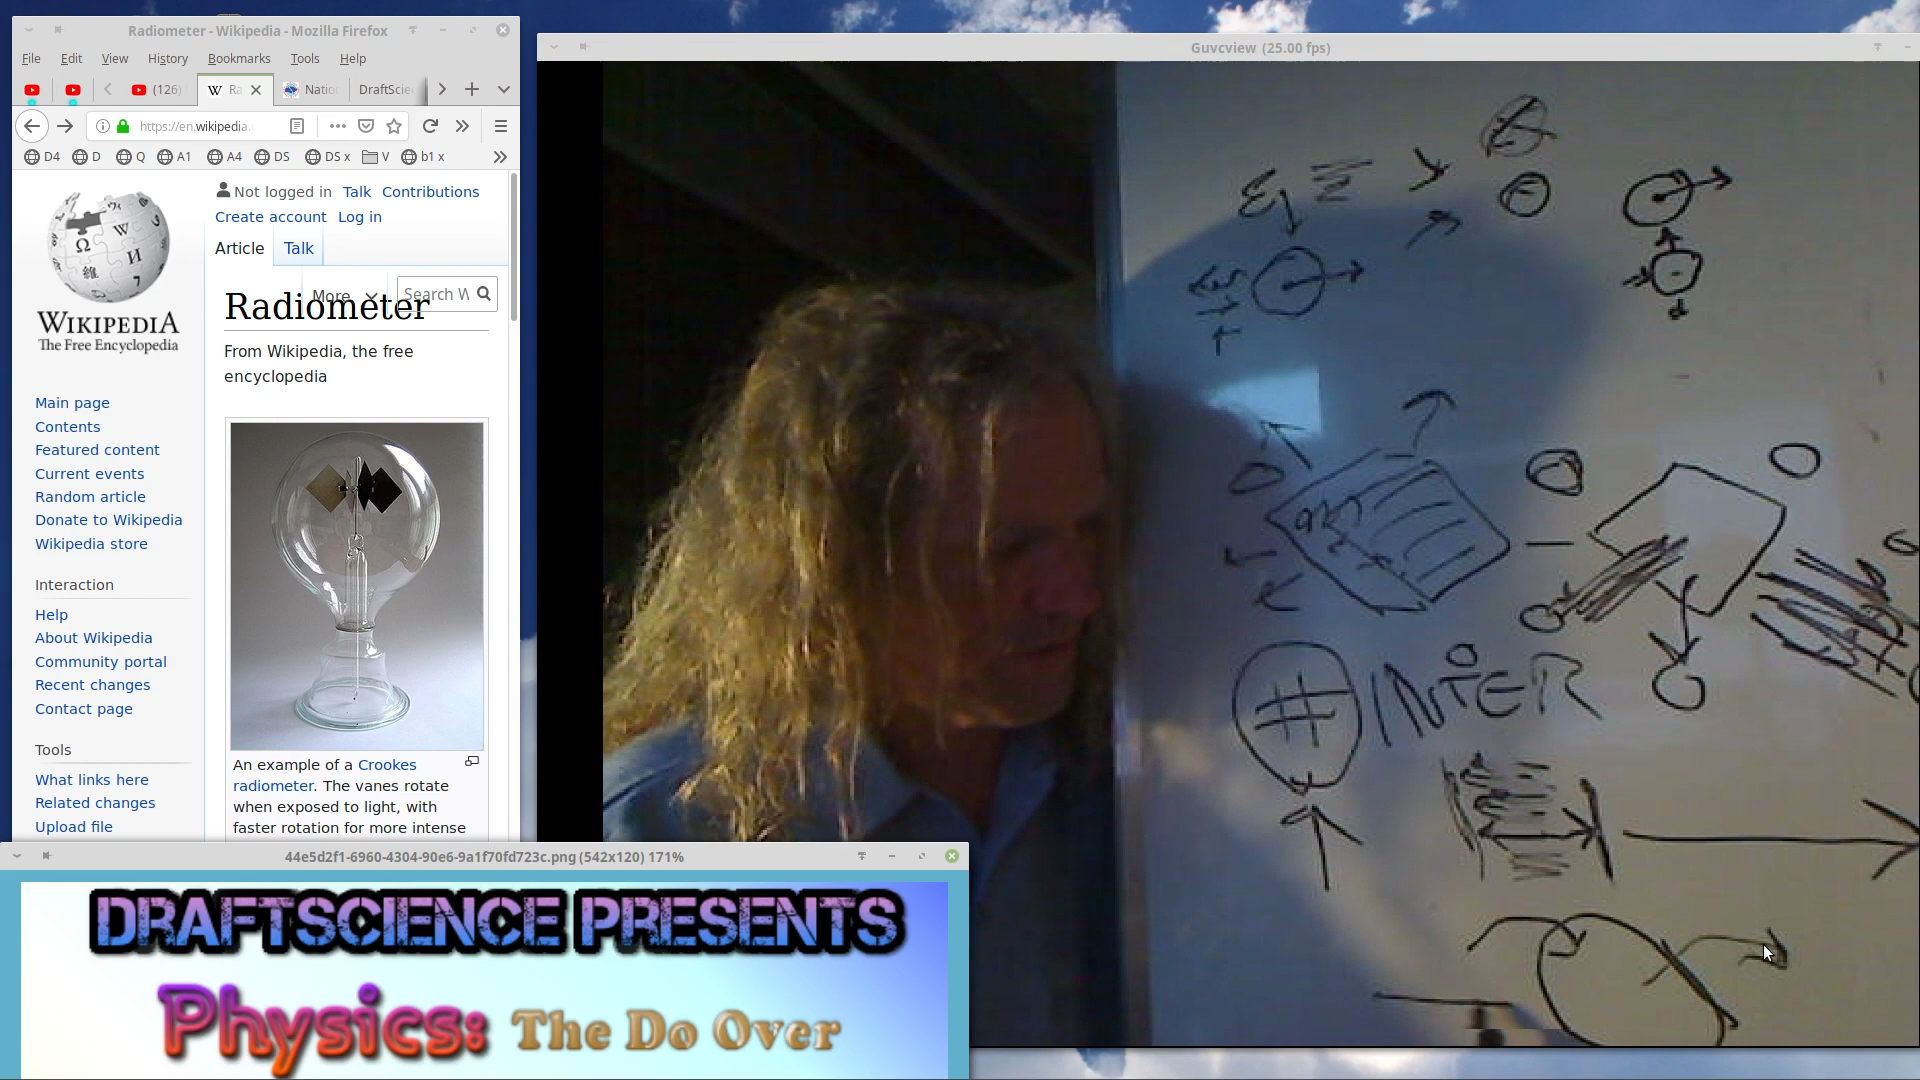 Radiometer - Wikipedia - Mozilla Firefox
File Edit View History Bookmarks Tools Help
(126) Ra Natio DraftScie
https://en.wikipedia.
D4 D Q A1 A4 DS DS x V b1 x
WIKIPEDIA
The Free Encyclopedia
Main page
Contents
Featured content
Current events
Random article
Donate to Wikipedia
Wikipedia store
Interaction
Help
About Wikipedia
Community portal
Recent changes
Contact page
Tools
What links here
Related changes
Upload file
Not logged in Talk Contributions
Create account Log in
Article Talk
More Search W
Radiometer
From Wikipedia, the free
encyclopedia
An example of a Crookes
radiometer. The vanes rotate
when exposed to light, with
faster rotation for more intense
Guvcview (25.00 fps)
# INTER
44e5d2f1-6960-4304-90e6-9a1f70fd723c.png (542x120) 171%
DRAFTSCIENCE PRESENTS
Physics: The Do Over